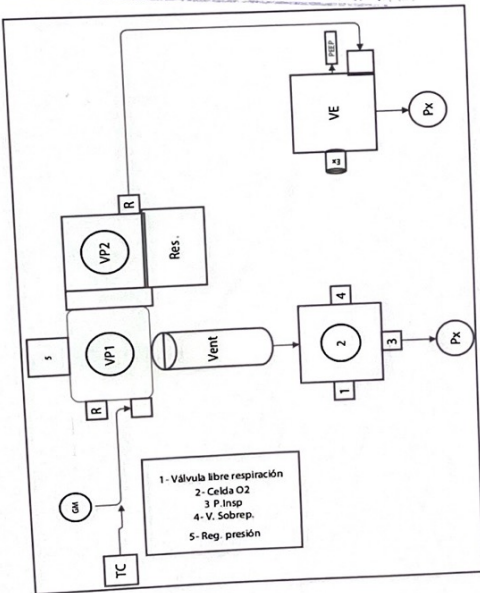 PEEP
VE
Px
R
VP2
Res.
5
VP1
R
Vent
4
2
1
3
Px
GM
TC
1- Válvula libre respiración
2- Celda O2
3 P.Insp
4- V. Sobrep.
5- Reg. presión